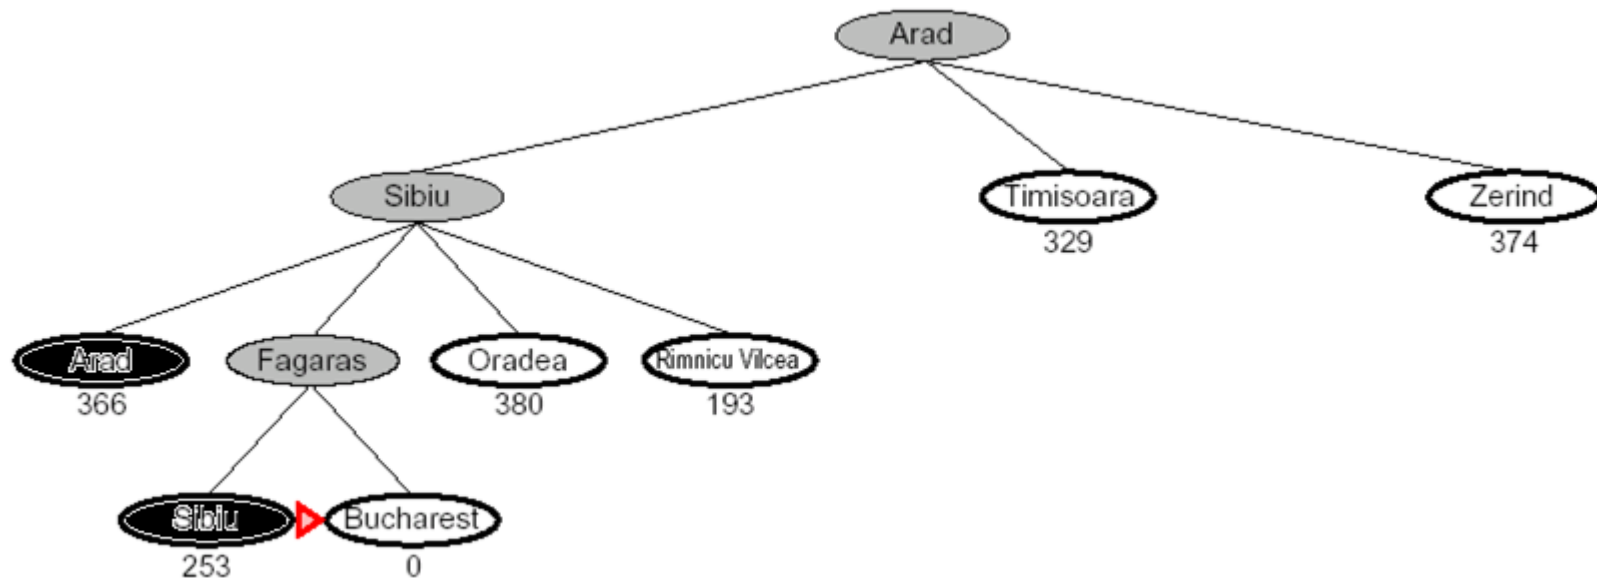 Arad
Sibiu
Timisoara
Zerind
329
374
Arad
Fagaras
Oradea
Rimnicu Vilcea
366
380
193
Sibiu
Bucharest
253
0